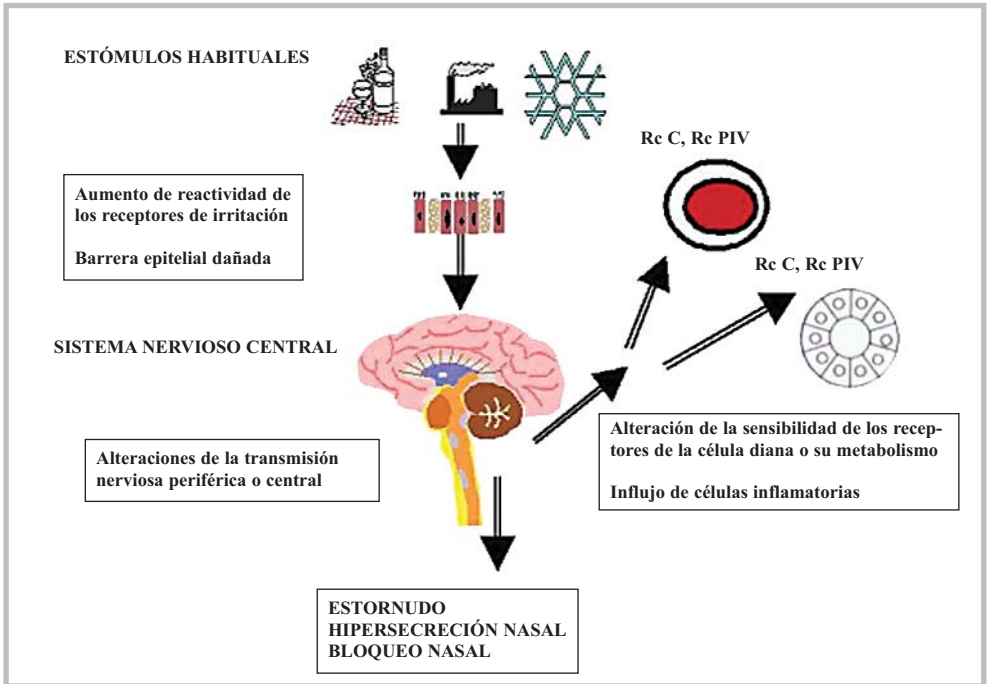 ESTÓMULOS HABITUALES
Rc C, Rc PIV
Aumento de reactividad de
los receptores de irritación
Barrera epitelial dañada
Rc C, Rc PIV
SISTEMA NERVIOSO CENTRAL
Alteraciones de la transmisión
nerviosa periférica o central
Alteración de la sensibilidad de los recep-
tores de la célula diana o su metabolismo
Influjo de células inflamatorias
ESTORNUDO
HIPERSECRECIÓN NASAL
BLOQUEO NASAL